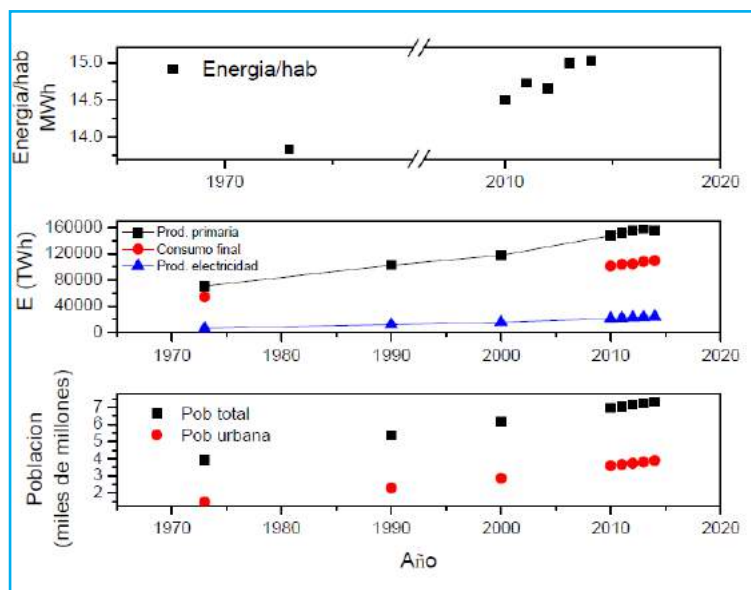 Energia/hab
MWh
15.0
14.5
14.0
Energia/hab
1970
2010
2020
E (TWh)
160000
120000
80000
40000
0
Prod. primaria
Consumo final
Prod. electricidad
1970
1980
1990
2000
2010
2020
Poblacion
(miles de millones)
7
6
5
4
3
2
Pob total
Pob urbana
1970
1980
1990
2000
2010
2020
Año